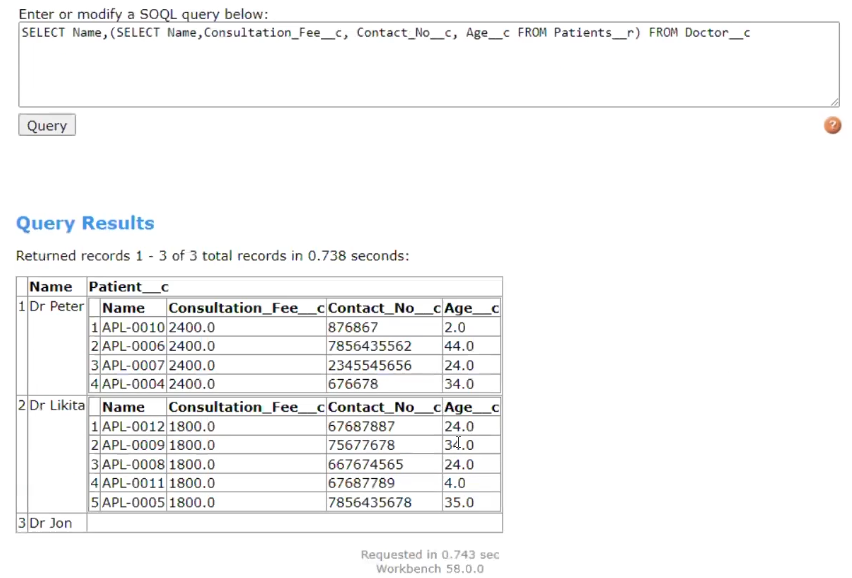 Enter or modify a SOQL query below:
SELECT Name,(SELECT Name,Consultation_Fee__c, Contact_No__c, Age__c FROM Patients__r) FROM Doctor__c
Query
?
Query Results
Returned records 1 - 3 of 3 total records in 0.738 seconds:
Name Patient__c
1 Dr Peter Name Consultation_Fee__c Contact_No__c Age__c
1 APL-0010 2400.0 876867 2.0
2 APL-0006 2400.0 7856435562 44.0
3 APL-0007 2400.0 2345545656 24.0
4 APL-0004 2400.0 676678 34.0
2 Dr Likita Name Consultation_Fee__c Contact_No__c Age__c
1 APL-0012 1800.0 67687887 24.0
2 APL-0009 1800.0 75677678 34.0
3 APL-0008 1800.0 667674565 24.0
4 APL-0011 1800.0 67687789 4.0
5 APL-0005 1800.0 7856435678 35.0
3 Dr Jon
Requested in 0.743 sec
Workbench 58.0.0